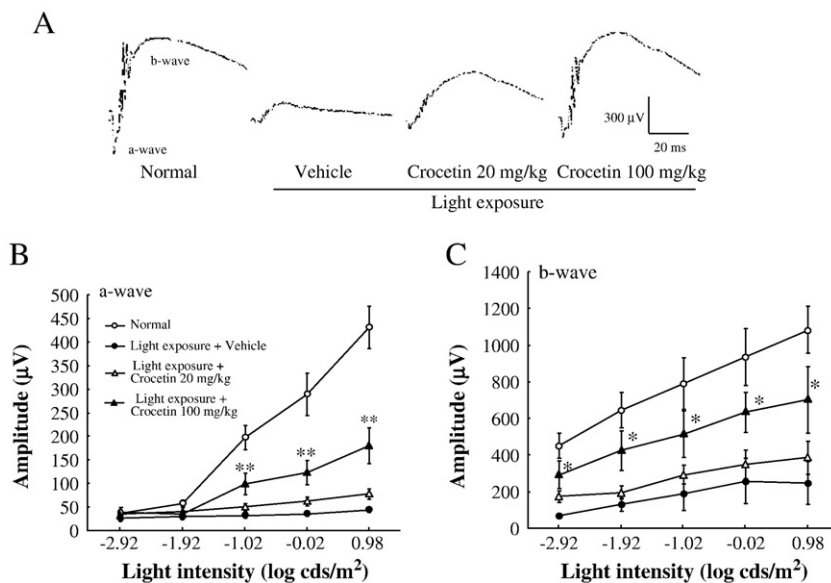 A
b-wave
a-wave
300 µV
20 ms
Normal
Vehicle
Crocetin 20 mg/kg
Crocetin 100 mg/kg
Light exposure
B
a-wave
Amplitude (µV)
500
450
400
350
300
250
200
150
100
50
0
Normal
Light exposure + Vehicle
Light exposure +
Crocetin 20 mg/kg
Light exposure +
Crocetin 100 mg/kg
**
**
**
-2.92
-1.92
-1.02
-0.02
0.98
Light intensity (log cds/m²)
C
b-wave
Amplitude (µV)
1400
1200
1000
800
600
400
200
0
*
*
*
*
*
-2.92
-1.92
-1.02
-0.02
0.98
Light intensity (log cds/m²)